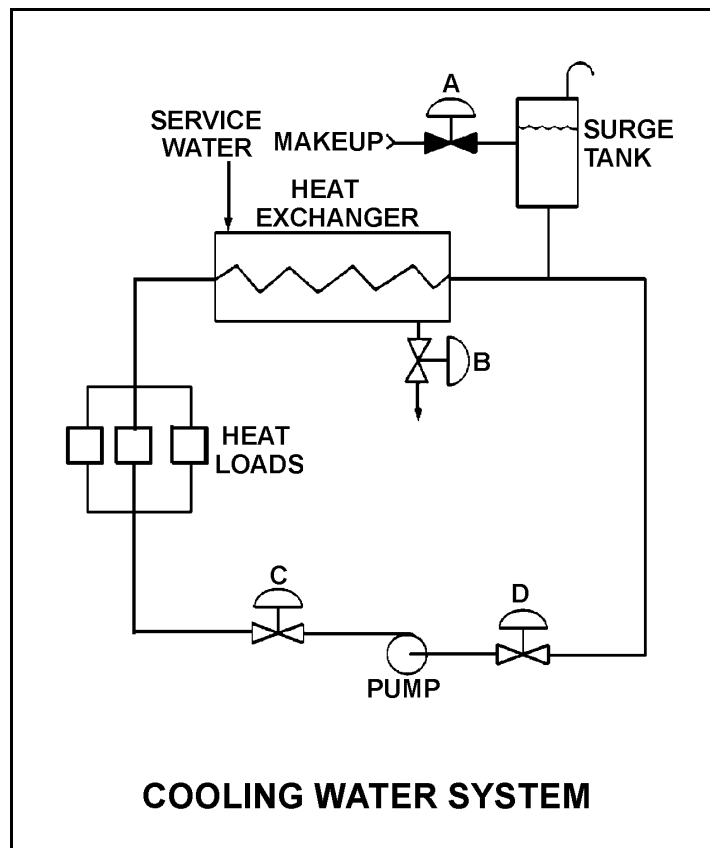 A
SERVICE
WATER
MAKEUP
SURGE
TANK
HEAT
EXCHANGER
B
HEAT
LOADS
C
D
PUMP
COOLING WATER SYSTEM